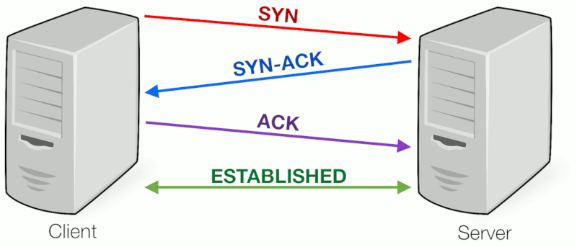 SYN
SYN-ACK
ACK
ESTABLISHED
Client
Server